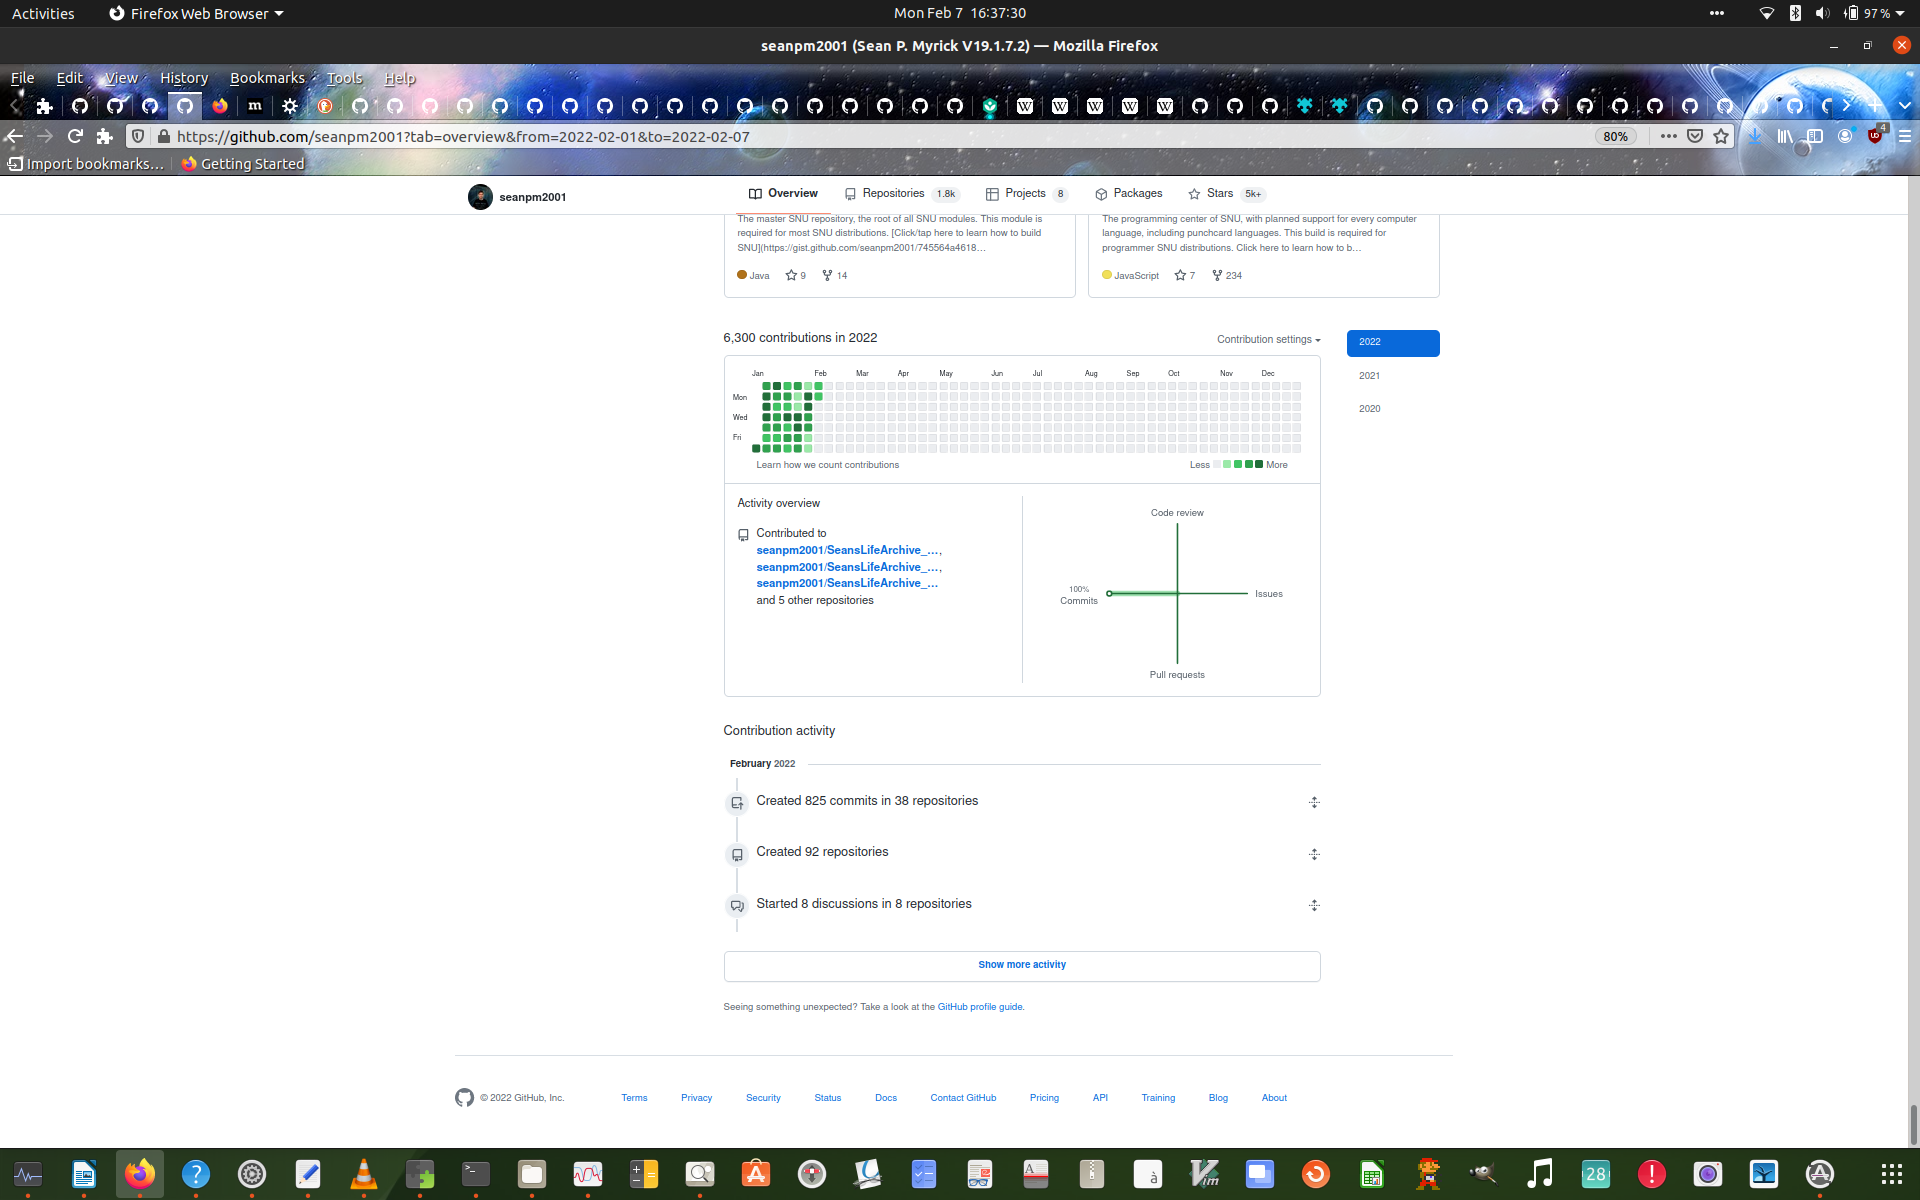 Activities
Firefox Web Browser
Mon Feb 7 16:37:30
97 %
seanpm2001 (Sean P. Myrick V19.1.7.2) — Mozilla Firefox
File Edit View History Bookmarks Tools Help
https://github.com/seanpm2001?tab=overview&from=2022-02-01&to=2022-02-07
80%
4
Import bookmarks…
Getting Started
seanpm2001
Overview
Repositories 1.8k
Projects 8
Packages
Stars 5k+
The master SNU repository, the root of all SNU modules. This module is
required for most SNU distributions. [Click/tap here to learn how to build
SNU](https://gist.github.com/seanpm2001/745564a4618…
Java 9 14
The programming center of SNU, with planned support for every computer
language, including punchcard languages. This build is required for
programmer SNU distributions. Click here to learn how to b…
JavaScript 7 234
6,300 contributions in 2022
Contribution settings
2022
2021
2020
Jan Feb Mar Apr May Jun Jul Aug Sep Oct Nov Dec
Mon
Wed
Fri
Learn how we count contributions
Less More
Activity overview
Contributed to
seanpm2001/SeansLifeArchive_…,
seanpm2001/SeansLifeArchive_…,
seanpm2001/SeansLifeArchive_…
and 5 other repositories
Code review
100%
Commits
Issues
Pull requests
Contribution activity
February 2022
Created 825 commits in 38 repositories
Created 92 repositories
Started 8 discussions in 8 repositories
Show more activity
Seeing something unexpected? Take a look at the GitHub profile guide.
© 2022 GitHub, Inc.
Terms
Privacy
Security
Status
Docs
Contact GitHub
Pricing
API
Training
Blog
About
28